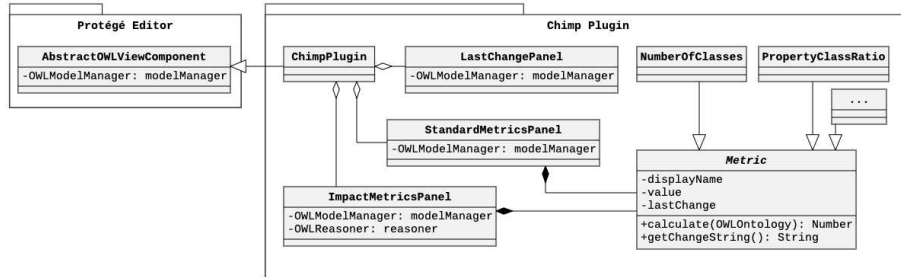 Protégé Editor
AbstractOWLViewComponent
-OWLModelManager: modelManager
Chimp Plugin
ChimpPlugin
LastChangePanel
-OWLModelManager: modelManager
NumberOfClasses
PropertyClassRatio
...
StandardMetricsPanel
-OWLModelManager: modelManager
ImpactMetricsPanel
-OWLModelManager: modelManager
-OWLReasoner: reasoner
Metric
-displayName
-value
-lastChange
+calculate(OWLOntology): Number
+getChangeString(): String